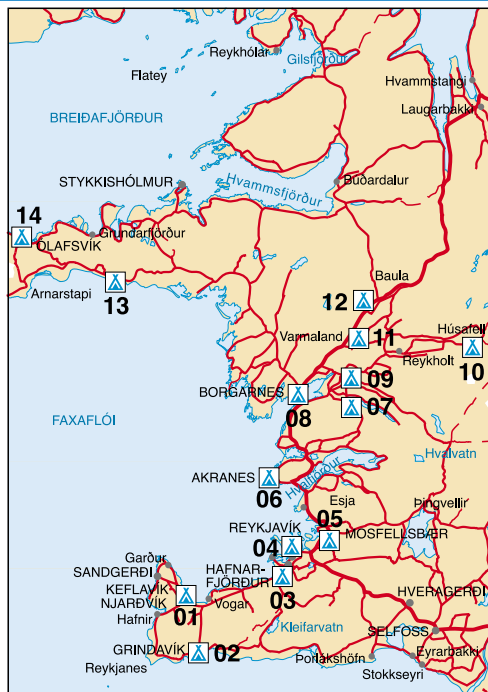 Reykhólar
Gilsfjörður
Flatey
Hvammstangi
Laugarbakki
BREIÐAFJÖRÐUR
STYKKISHÓLMUR
Hvammsfjörður
Búðardalur
14
ÓLAFSVÍK
Grundarfjörður
Baula
Arnarstapi
13
12
Varmaland
11
Húsafell
Reykholt
10
BORGARNES
08
09
07
FAXAFLÓI
Hvalvatn
AKRANES
06
Hvalfjörður
Esja
Þingvellir
REYKJAVÍK
05
MOSFELLSBÆR
04
Garður
SANDGERÐI
HAFNAR-
FJÖRÐUR
03
KEFLAVÍK-
NJARÐVÍK
01
Vogar
HVERAGERÐI
Hafnir
Kleifarvatn
SELFOSS
GRINDAVÍK
02
Reykjanes
Þorlákshöfn
Eyrarbakki
Stokkseyri